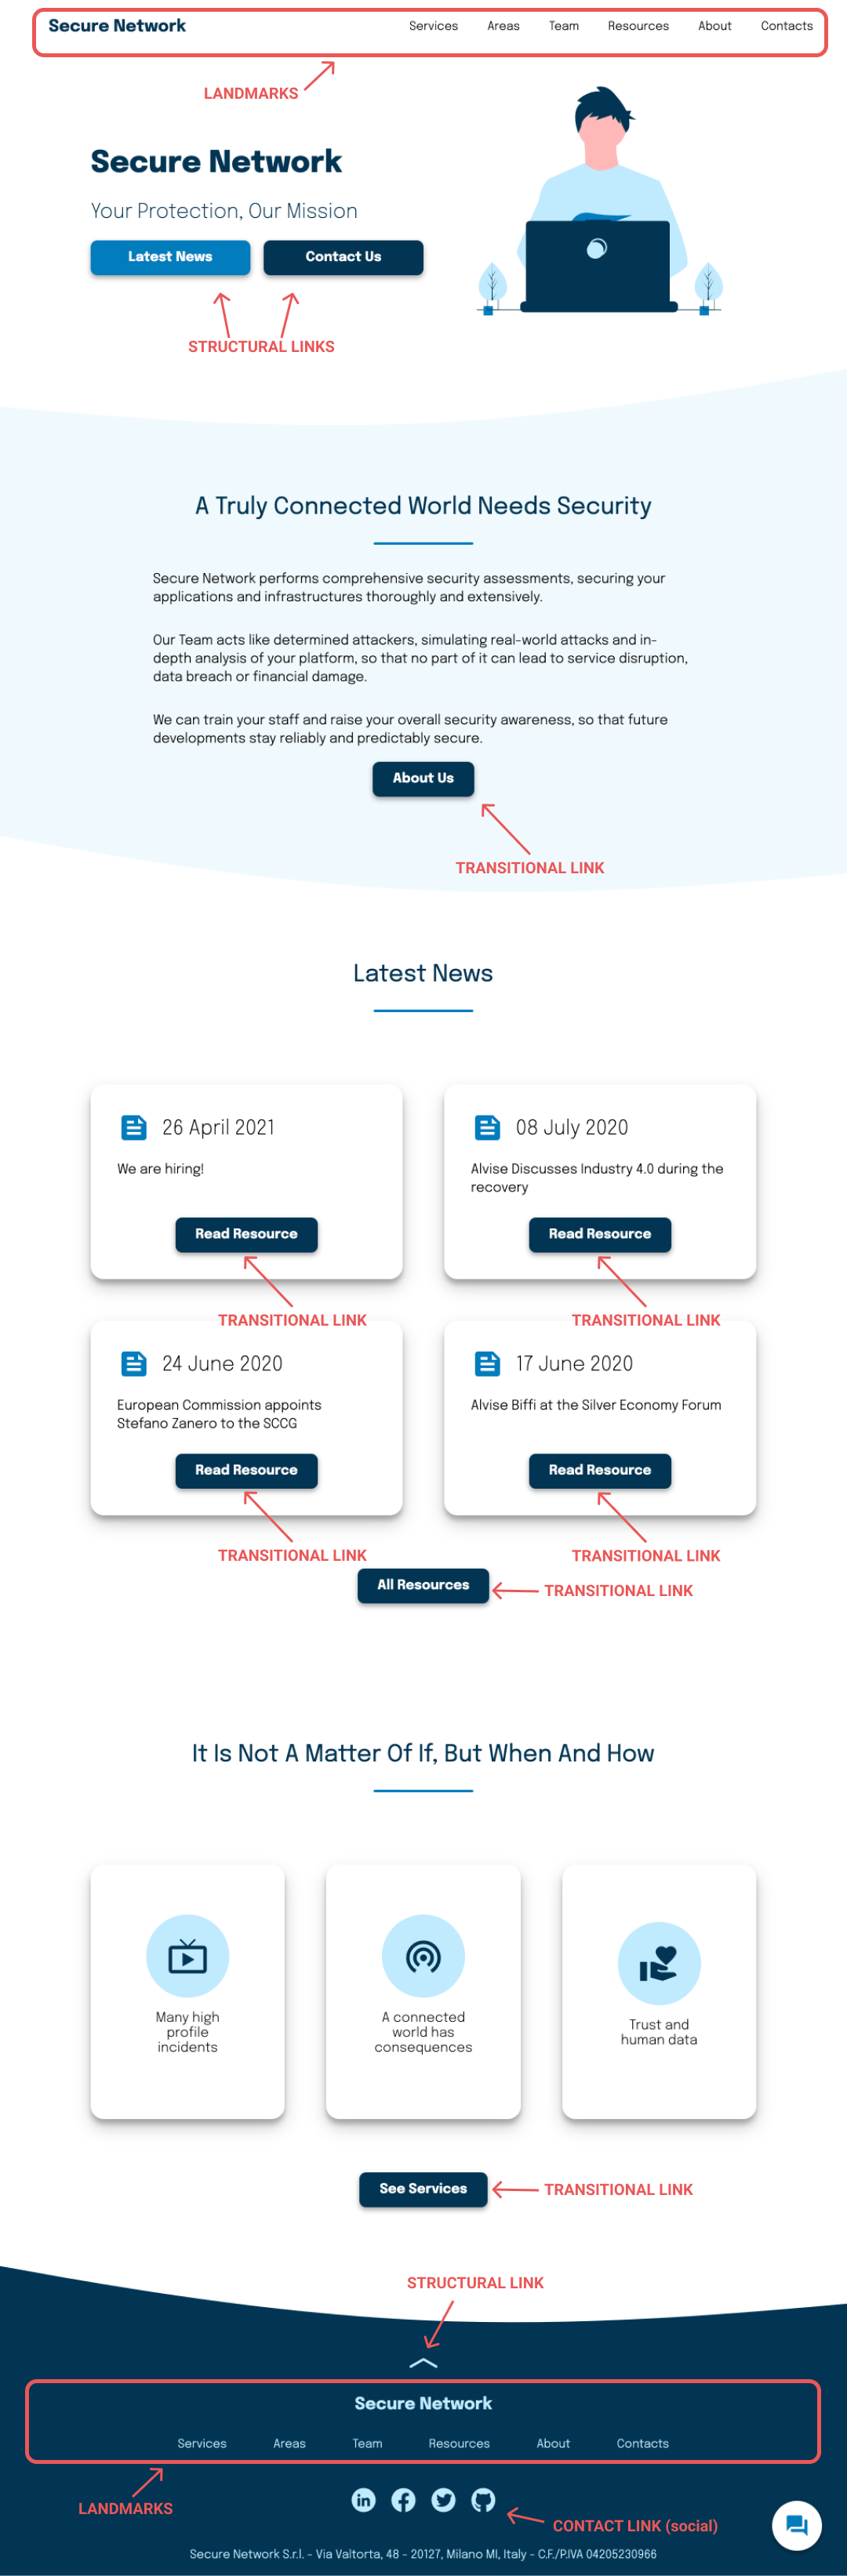 Secure Network
Services Areas Team Resources About Contacts
LANDMARKS
Secure Network
Your Protection, Our Mission
Latest News Contact Us
STRUCTURAL LINKS
A Truly Connected World Needs Security
Secure Network performs comprehensive security assessments, securing your
applications and infrastructures thoroughly and extensively.
Our Team acts like determined attackers, simulating real-world attacks and in-
depth analysis of your platform, so that no part of it can lead to service disruption,
data breach or financial damage.
We can train your staff and raise your overall security awareness, so that future
developments stay reliably and predictably secure.
About Us
TRANSITIONAL LINK
Latest News
26 April 2021
We are hiring!
Read Resource
TRANSITIONAL LINK
08 July 2020
Alvise Discusses Industry 4.0 during the
recovery
Read Resource
TRANSITIONAL LINK
24 June 2020
European Commission appoints
Stefano Zanero to the SCCG
Read Resource
TRANSITIONAL LINK
17 June 2020
Alvise Biffi at the Silver Economy Forum
Read Resource
TRANSITIONAL LINK
All Resources
TRANSITIONAL LINK
It Is Not A Matter Of If, But When And How
Many high
profile
incidents
A connected
world has
consequences
Trust and
human data
See Services
TRANSITIONAL LINK
STRUCTURAL LINK
Secure Network
Services Areas Team Resources About Contacts
LANDMARKS
in
CONTACT LINK (social)
Secure Network S.r.l. - Via Valtorta, 48 - 20127, Milano MI, Italy - C.F./P.IVA 04205230966